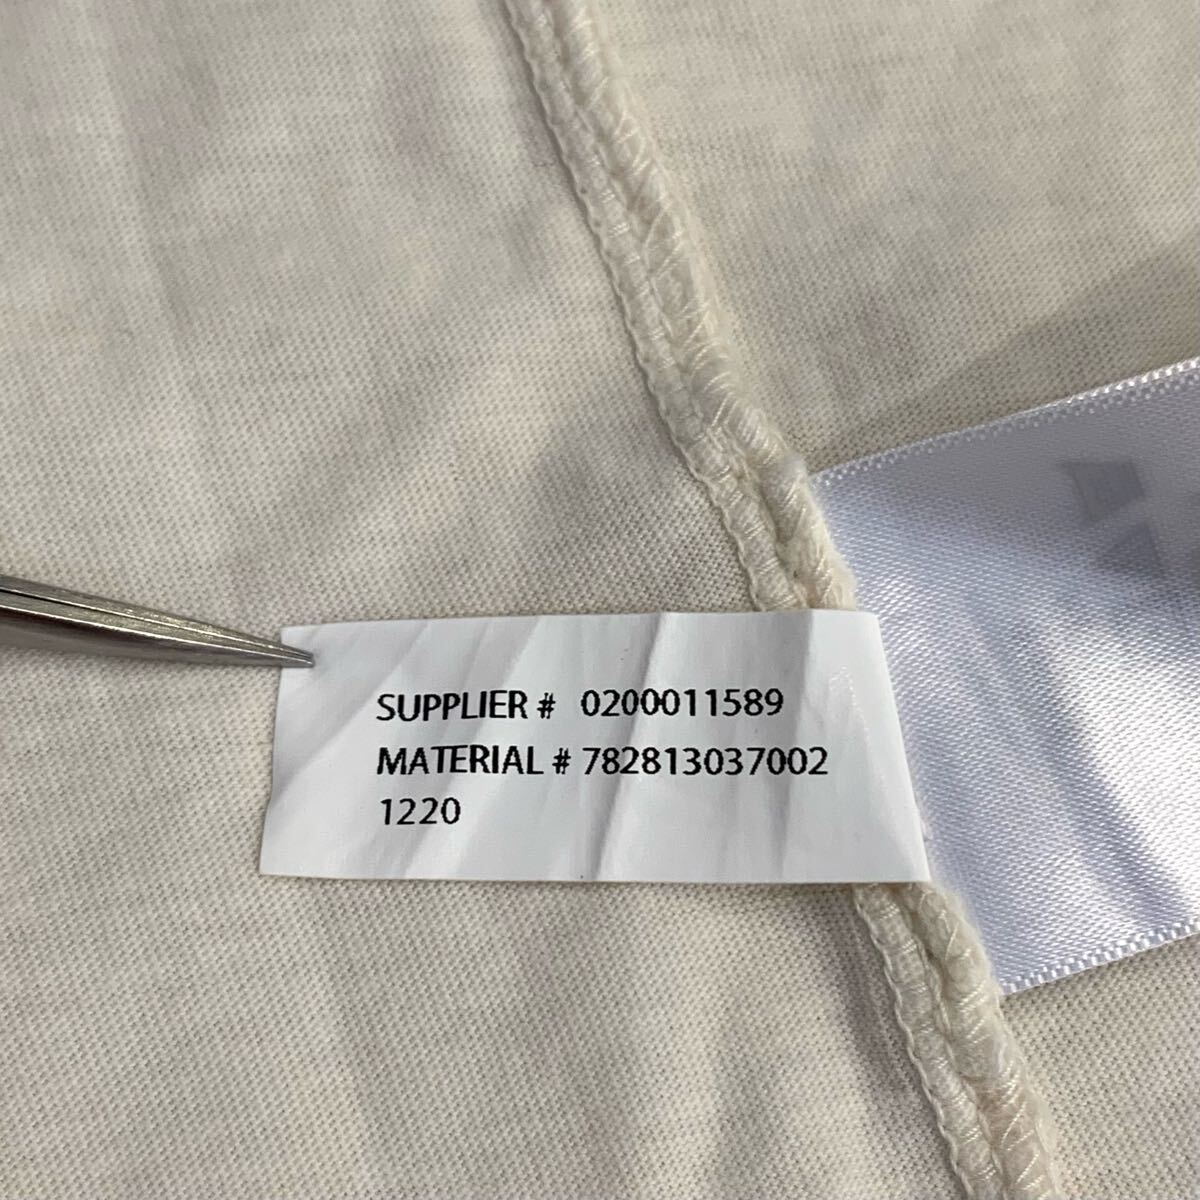 SUPPLIER # 0200011589
MATERIAL # 782813037002
1220